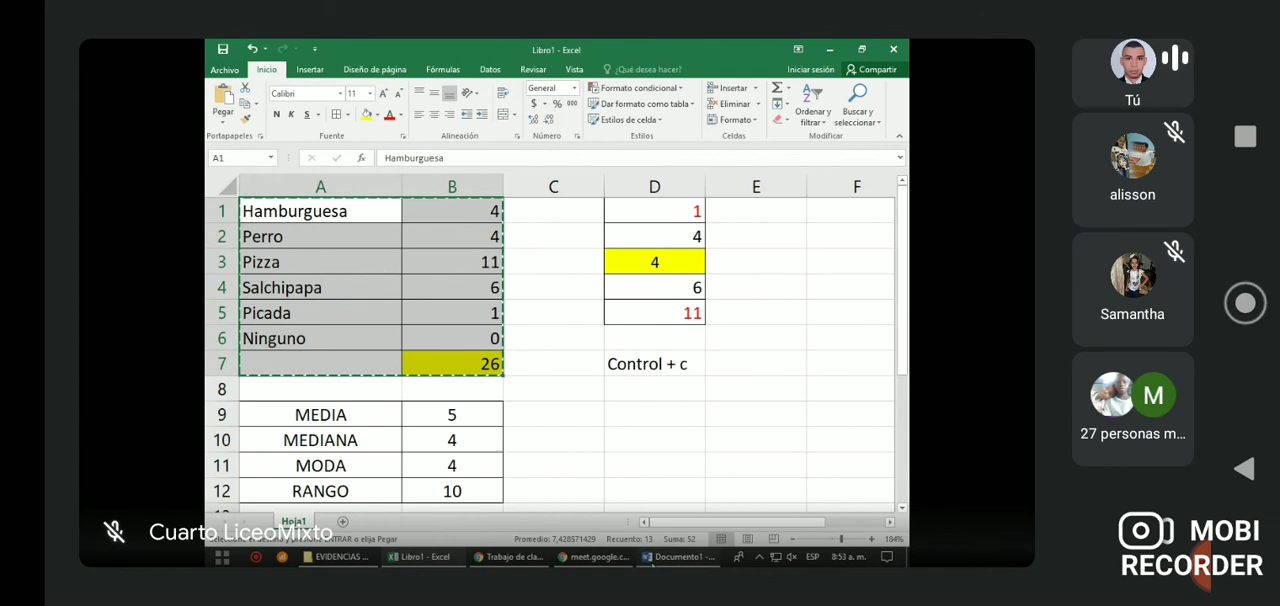 Libro1 - Excel
Archivo Inicio Insertar Diseño de página Fórmulas Datos Revisar Vista ¿Qué desea hacer? Iniciar sesión Compartir
Calibri 11 General Formato condicional Insertar
Pegar Dar formato como tabla Eliminar Ordenar y filtrar Buscar y seleccionar
N K S $ % 000 Estilos de celda Formato
Portapapeles Fuente Alineación Número Estilos Celdas Modificar
A1 fx Hamburguesa
A B C D E F
1 Hamburguesa 4 1
2 Perro 4 4
3 Pizza 11 4
4 Salchipapa 6 6
5 Picada 1 11
6 Ninguno 0
7 26 Control + c
8
9 MEDIA 5
10 MEDIANA 4
11 MODA 4
12 RANGO 10
Hoja1
Cuarto LiceoMixto
ENTRAR o elija Pegar Promedio: 7,428571429 Recuento: 13 Suma: 52 184%
EVIDENCIAS ... Libro1 - Excel Trabajo de cla... meet.google.c... Documento1 -... ESP 8:53 a. m.
Tú
alisson
Samantha
M
27 personas m...
MOBI
RECORDER